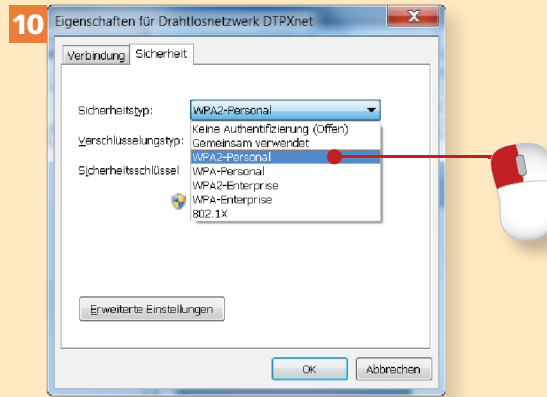 10
Eigenschaften für Drahtlosnetzwerk DTPXnet
Verbindung Sicherheit
Sicherheitstyp: WPA2-Personal
Keine Authentifizierung (Offen)
Verschlüsselungstyp: Gemeinsam verwendet
WPA2-Personal
Sicherheitsschlüssel WPA-Personal
WPA2-Enterprise
WPA-Enterprise
802.1X
Erweiterte Einstellungen
OK Abbrechen